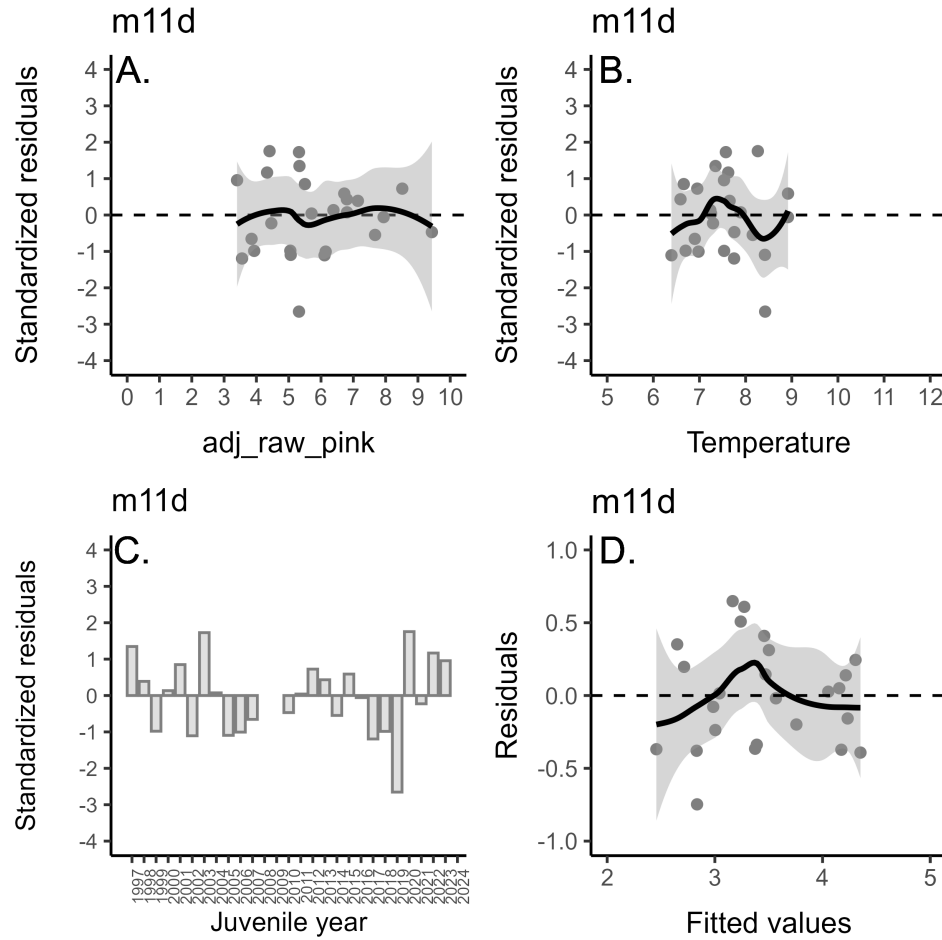 m11d
A.
Standardized residuals
4
3
2
1
0
-1
-2
-3
-4
0 1 2 3 4 5 6 7 8 9 10
adj_raw_pink
m11d
B.
Standardized residuals
4
3
2
1
0
-1
-2
-3
-4
5 6 7 8 9 10 11 12
Temperature
m11d
C.
Standardized residuals
4
3
2
1
0
-1
-2
-3
-4
1997 1998 1999 2000 2001 2002 2003 2004 2005 2006 2007 2008 2009 2010 2011 2012 2013 2014 2015 2016 2017 2018 2019 2020 2021 2022 2023 2024
Juvenile year
m11d
D.
Residuals
1.0
0.5
0.0
-0.5
-1.0
2 3 4 5
Fitted values